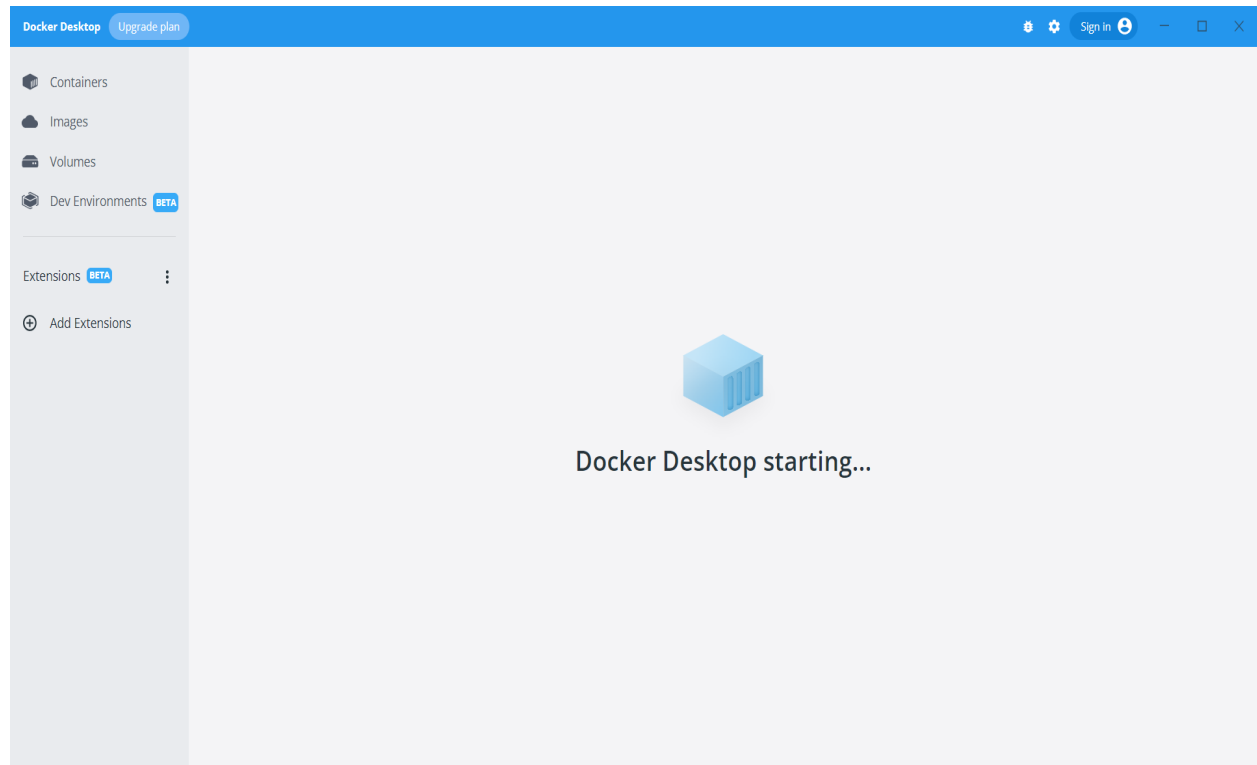 Docker Desktop Upgrade plan Sign in
Containers
Images
Volumes
Dev Environments BETA
Extensions BETA
Add Extensions
Docker Desktop starting...